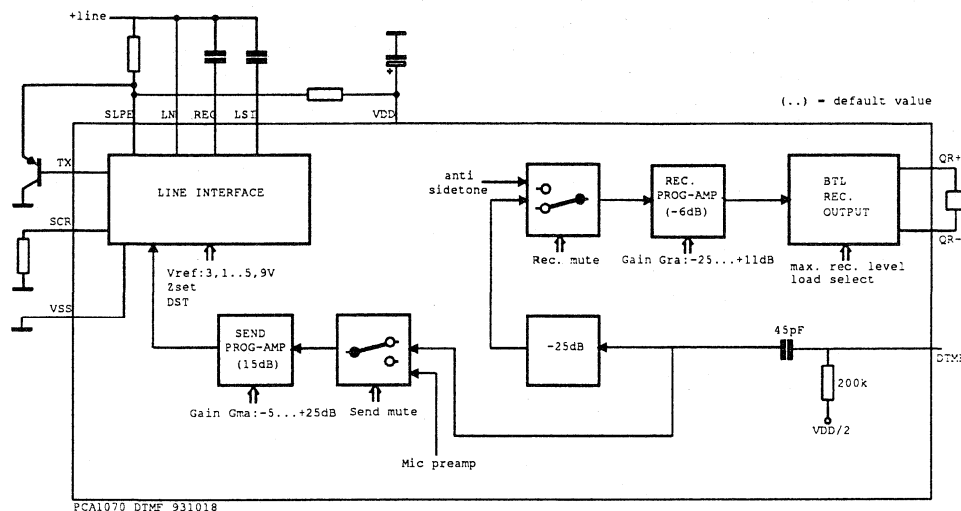 +line
(..) = default value
SLPE LN REC LSI VDD
QR+
TX
LINE INTERFACE
anti
sidetone
REC.
PROG-AMP
(-6dB)
BTL
REC.
OUTPUT
SCR
QR-
Vref:3,1..5,9V
Zset
DST
Rec. mute
Gain Gra:-25...+11dB
max. rec. level
load select
VSS
SEND
PROG-AMP
(15dB)
-25dB
45pF
DTMF
200k
Gain Gma:-5...+25dB
Send mute
VDD/2
Mic preamp
PCA1070 DTMF 931018